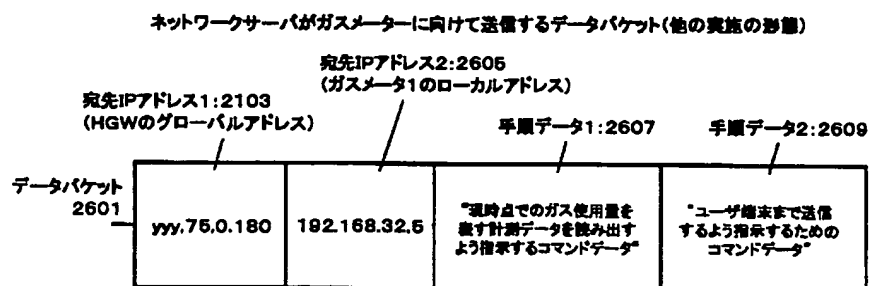 ネットワークサーバがガスメーターに向けて送信するデータパケット(他の実施の形態)
宛先IPアドレス2:2605
(ガスメータ1のローカルアドレス)
宛先IPアドレス1:2103
(HGWのグローバルアドレス)
手順データ1:2607
手順データ2:2609
データパケット
2601
yyy,75,0.180
192.168.32.5
"現時点でのガス使用量を
表す計測データを読み出す
よう指示するコマンドデータ"
"ユーザ端末まで送信
するよう指示するための
コマンドデータ"